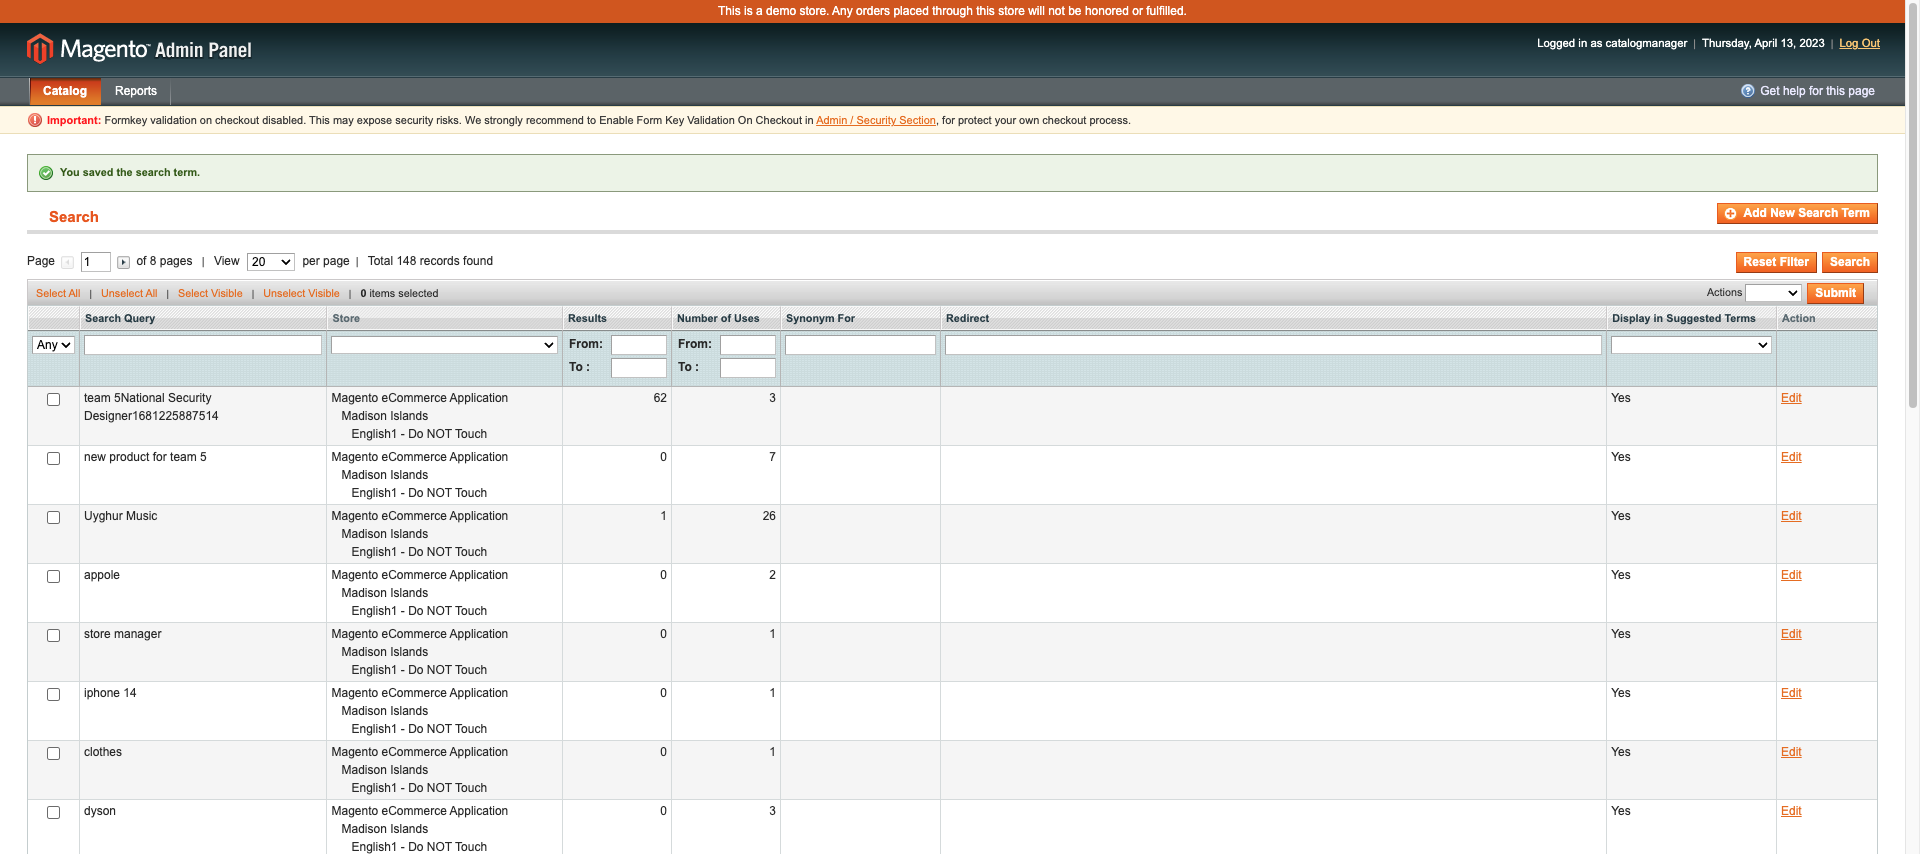 This is a demo store. Any orders placed through this store will not be honored or fulfilled.
Magento Admin Panel
Logged in as catalogmanager | Thursday, April 13, 2023 | Log Out
Catalog Reports
Get help for this page
Important: Formkey validation on checkout disabled. This may expose security risks. We strongly recommend to Enable Form Key Validation On Checkout in Admin / Security Section, for protect your own checkout process.
You saved the search term.
Search
Add New Search Term
Page 1 of 8 pages | View 20 per page | Total 148 records found
Reset Filter Search
Select All | Unselect All | Select Visible | Unselect Visible | 0 items selected
Actions Submit
Search Query Store Results Number of Uses Synonym For Redirect Display in Suggested Terms Action
Any From: From:
To : To :
team 5National Security Magento eCommerce Application 62 3 Yes Edit
Designer1681225887514 Madison Islands
English1 - Do NOT Touch
new product for team 5 Magento eCommerce Application 0 7 Yes Edit
Madison Islands
English1 - Do NOT Touch
Uyghur Music Magento eCommerce Application 1 26 Yes Edit
Madison Islands
English1 - Do NOT Touch
appole Magento eCommerce Application 0 2 Yes Edit
Madison Islands
English1 - Do NOT Touch
store manager Magento eCommerce Application 0 1 Yes Edit
Madison Islands
English1 - Do NOT Touch
iphone 14 Magento eCommerce Application 0 1 Yes Edit
Madison Islands
English1 - Do NOT Touch
clothes Magento eCommerce Application 0 1 Yes Edit
Madison Islands
English1 - Do NOT Touch
dyson Magento eCommerce Application 0 3 Yes Edit
Madison Islands
English1 - Do NOT Touch